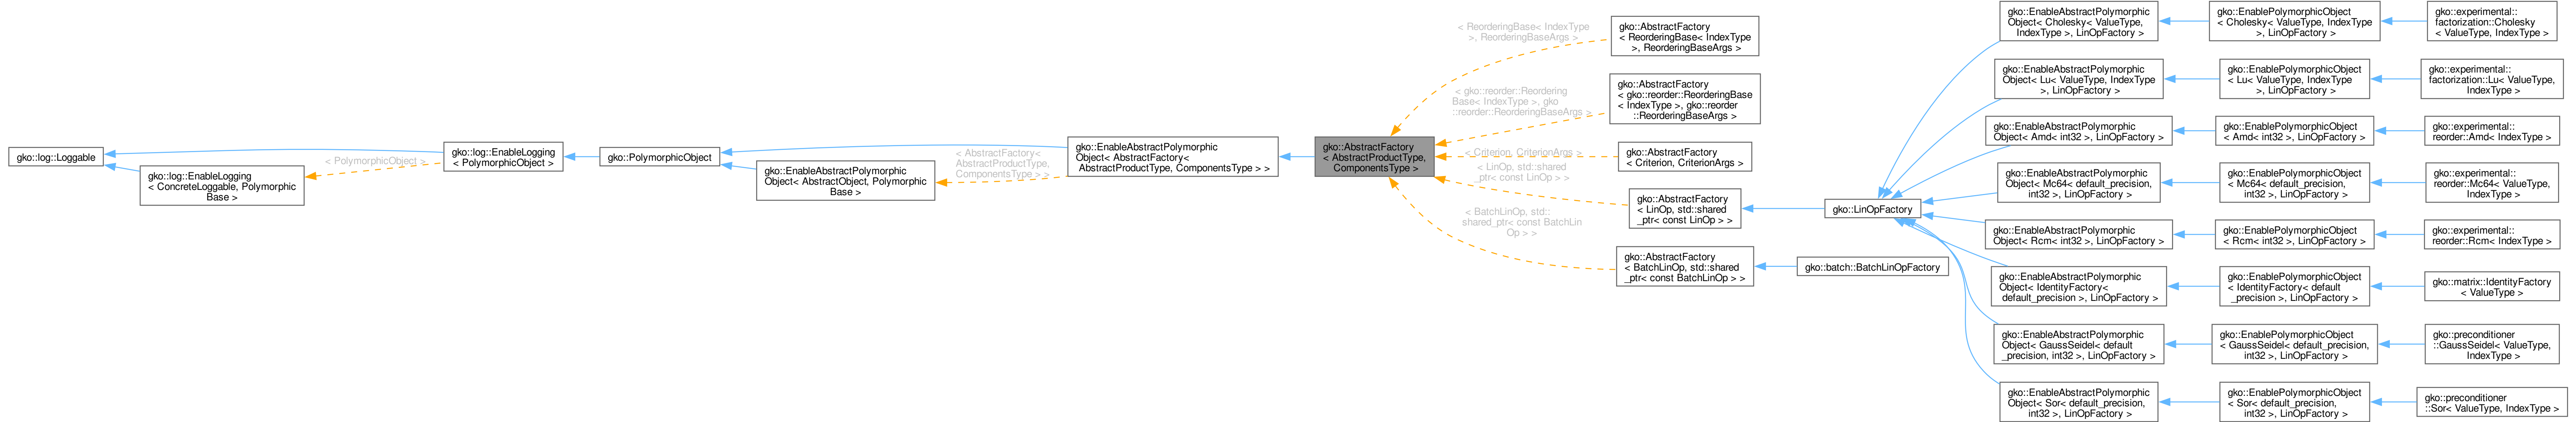 gko::log::Loggable
gko::log::EnableLogging
< ConcreteLoggable, Polymorphic
Base >
< PolymorphicObject >
gko::log::EnableLogging
< PolymorphicObject >
gko::PolymorphicObject
gko::EnableAbstractPolymorphic
Object< AbstractObject, Polymorphic
Base >
< AbstractFactory<
AbstractProductType,
ComponentsType > >
gko::EnableAbstractPolymorphic
Object< AbstractFactory<
AbstractProductType, ComponentsType > >
gko::AbstractFactory
< AbstractProductType,
ComponentsType >
< ReorderingBase< IndexType
>, ReorderingBaseArgs >
< gko::reorder::Reordering
Base< IndexType >, gko
::reorder::ReorderingBaseArgs >
< Criterion, CriterionArgs >
< LinOp, std::shared
_ptr< const LinOp > >
< BatchLinOp, std::
shared_ptr< const BatchLin
Op > >
gko::AbstractFactory
< ReorderingBase< IndexType
>, ReorderingBaseArgs >
gko::AbstractFactory
< gko::reorder::ReorderingBase
< IndexType >, gko::reorder
::ReorderingBaseArgs >
gko::AbstractFactory
< Criterion, CriterionArgs >
gko::AbstractFactory
< LinOp, std::shared
_ptr< const LinOp > >
gko::AbstractFactory
< BatchLinOp, std::shared
_ptr< const BatchLinOp > >
gko::LinOpFactory
gko::batch::BatchLinOpFactory
gko::EnableAbstractPolymorphic
Object< Cholesky< ValueType,
IndexType >, LinOpFactory >
gko::EnablePolymorphicObject
< Cholesky< ValueType, IndexType
>, LinOpFactory >
gko::experimental::
factorization::Cholesky
< ValueType, IndexType >
gko::EnableAbstractPolymorphic
Object< Lu< ValueType, IndexType
>, LinOpFactory >
gko::EnablePolymorphicObject
< Lu< ValueType, IndexType
>, LinOpFactory >
gko::experimental::
factorization::Lu< ValueType,
IndexType >
gko::EnableAbstractPolymorphic
Object< Amd< int32 >, LinOpFactory >
gko::EnablePolymorphicObject
< Amd< int32 >, LinOpFactory >
gko::experimental::
reorder::Amd< IndexType >
gko::EnableAbstractPolymorphic
Object< Mc64< default_precision,
int32 >, LinOpFactory >
gko::EnablePolymorphicObject
< Mc64< default_precision,
int32 >, LinOpFactory >
gko::experimental::
reorder::Mc64< ValueType,
IndexType >
gko::EnableAbstractPolymorphic
Object< Rcm< int32 >, LinOpFactory >
gko::EnablePolymorphicObject
< Rcm< int32 >, LinOpFactory >
gko::experimental::
reorder::Rcm< IndexType >
gko::EnableAbstractPolymorphic
Object< IdentityFactory<
default_precision >, LinOpFactory >
gko::EnablePolymorphicObject
< IdentityFactory< default
_precision >, LinOpFactory >
gko::matrix::IdentityFactory
< ValueType >
gko::EnableAbstractPolymorphic
Object< GaussSeidel< default
_precision, int32 >, LinOpFactory >
gko::EnablePolymorphicObject
< GaussSeidel< default_precision,
int32 >, LinOpFactory >
gko::preconditioner
::GaussSeidel< ValueType,
IndexType >
gko::EnableAbstractPolymorphic
Object< Sor< default_precision,
int32 >, LinOpFactory >
gko::EnablePolymorphicObject
< Sor< default_precision,
int32 >, LinOpFactory >
gko::preconditioner
::Sor< ValueType, IndexType >